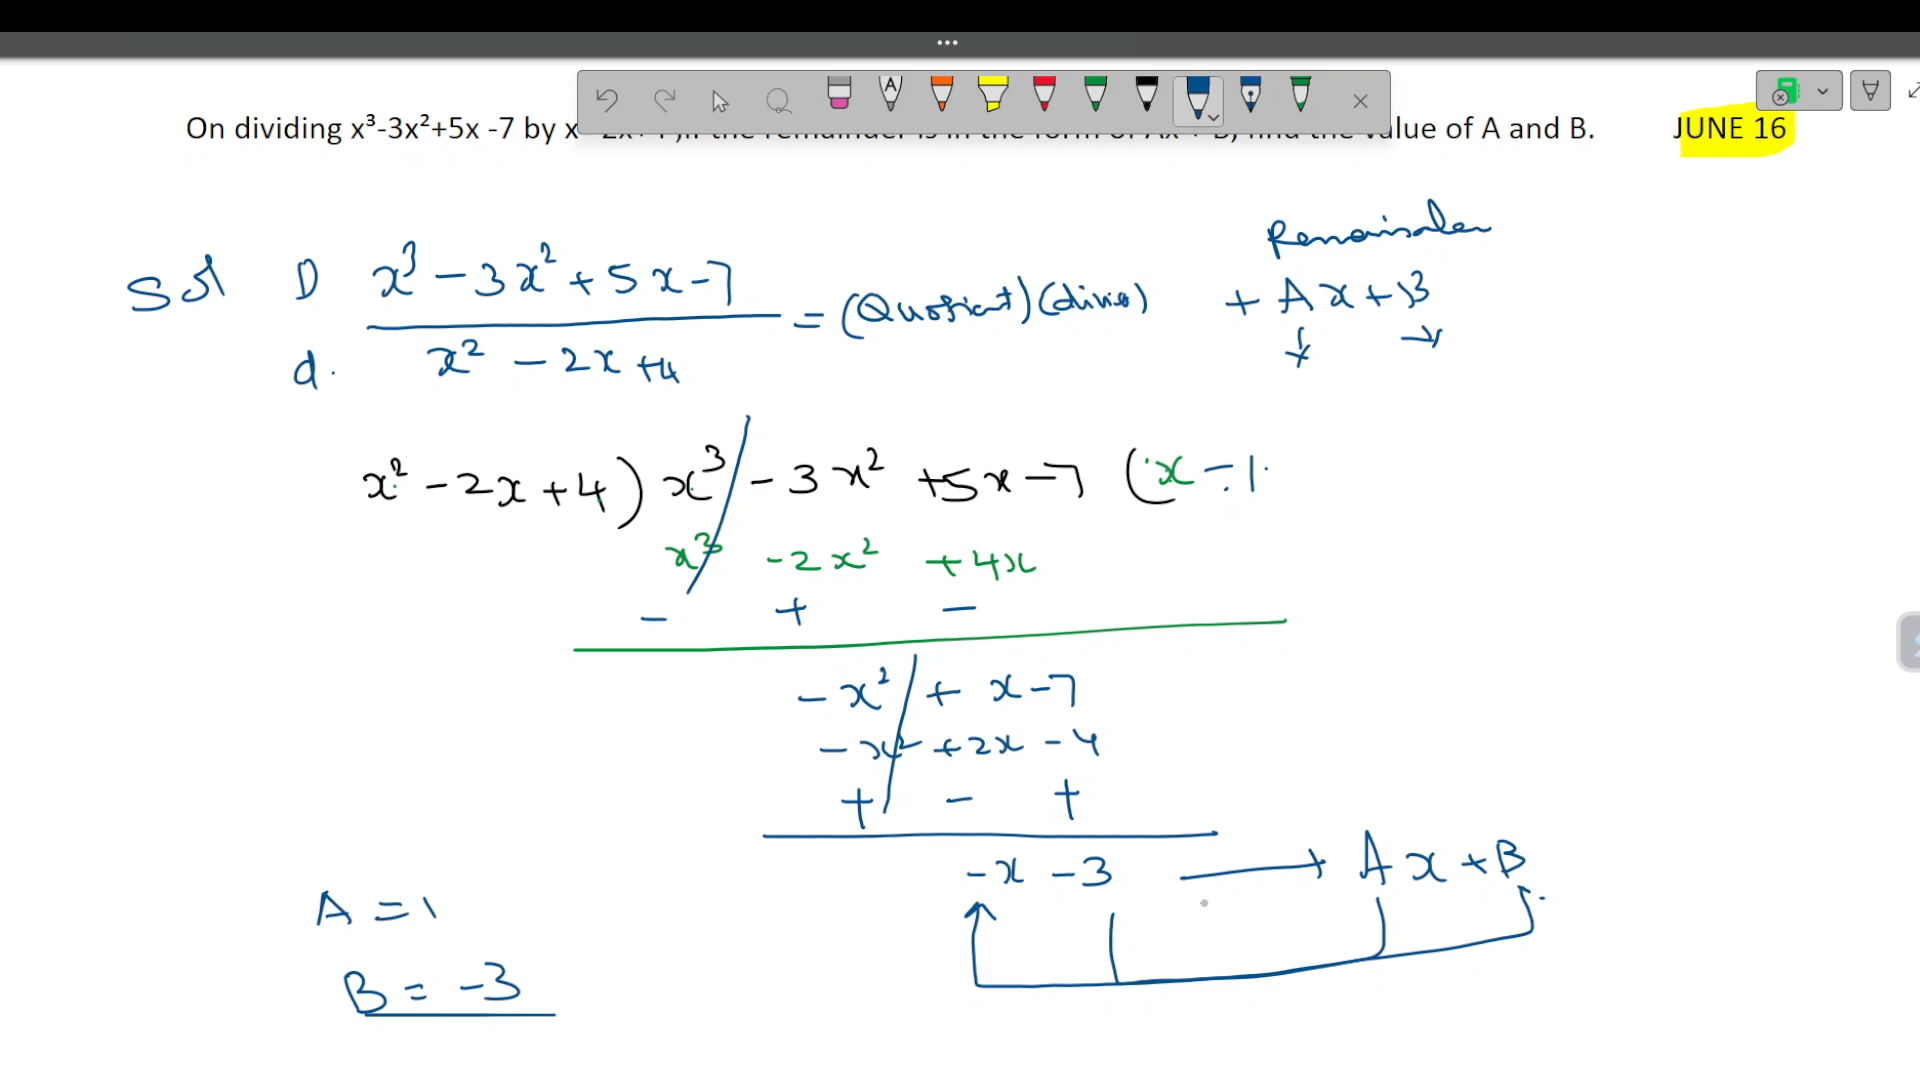 On dividing x³-3x²+5x -7 by x
lue of A and B.
JUNE 16
Sol D x³ - 3x² + 5x - 7
= (Quotient) (divisor)
Remainder
+ Ax + B
d. x² - 2x + 4
x² - 2x + 4 ) x³ - 3x² + 5x - 7 ( x - 1
x³ - 2x² + 4x
- + -
- x² + x - 7
- x² + 2x - 4
+ - +
- x - 3 → Ax + B
A = 1
B = -3